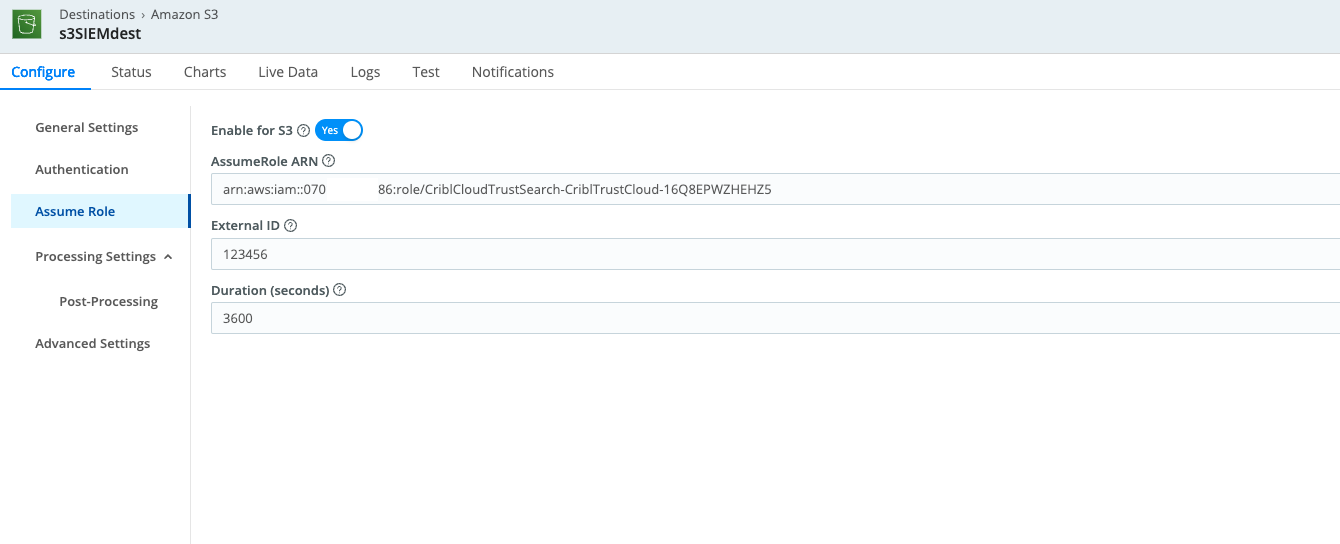 Destinations › Amazon S3
s3SIEMdest
Configure Status Charts Live Data Logs Test Notifications
General Settings
Authentication
Assume Role
Processing Settings
Post-Processing
Advanced Settings
Enable for S3 ? Yes
AssumeRole ARN ?
arn:aws:iam::070 86:role/CriblCloudTrustSearch-CriblTrustCloud-16Q8EPWZHEHZ5
External ID ?
123456
Duration (seconds) ?
3600